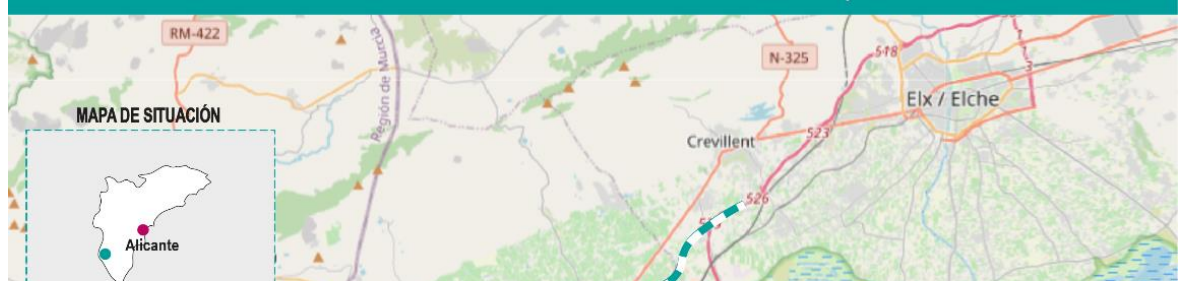 RM-422
N-325
518
Región de Murcia
Elx / Elche
MAPA DE SITUACIÓN
Crevillent
523
526
Alicante